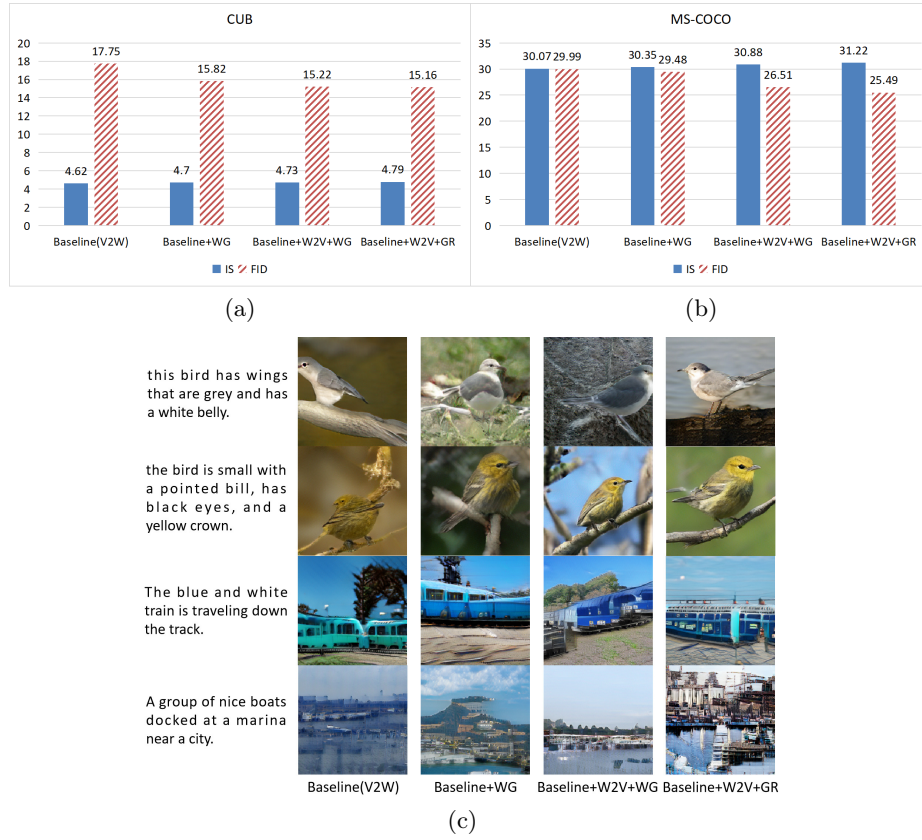 CUB
20
18
16
14
12
10
8
6
4
2
0
17.75
15.82
15.22
15.16
4.62
4.7
4.73
4.79
Baseline(V2W) Baseline+WG Baseline+W2V+WG Baseline+W2V+GR
IS FID
(a)
MS-COCO
35
30
25
20
15
10
5
0
30.07 29.99 30.35 29.48 30.88 26.51 31.22 25.49
Baseline(V2W) Baseline+WG Baseline+W2V+WG Baseline+W2V+GR
IS FID
(b)
this bird has wings
that are grey and has
a white belly.
the bird is small with
a pointed bill, has
black eyes, and a
yellow crown.
The blue and white
train is traveling down
the track.
A group of nice boats
docked at a marina
near a city.
Baseline(V2W) Baseline+WG Baseline+W2V+WG Baseline+W2V+GR
(c)